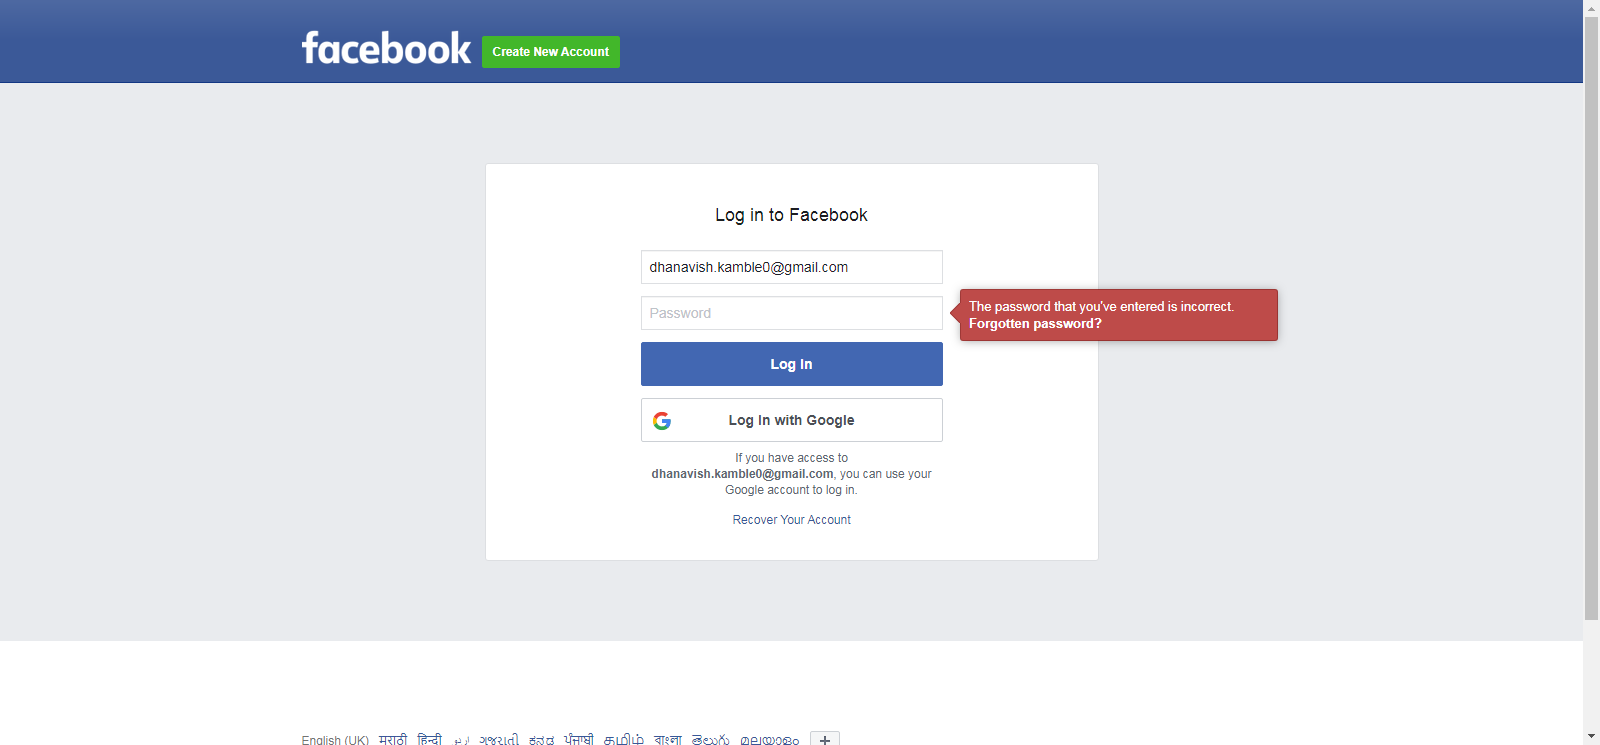 facebook
Create New Account
Log in to Facebook
dhanavish.kamble0@gmail.com
Password
The password that you've entered is incorrect.
Forgotten password?
Log In
Log In with Google
If you have access to
dhanavish.kamble0@gmail.com, you can use your
Google account to log in.
Recover Your Account
English (UK) मराठी हिन्दी اردو ગુજરાતી ಕನ್ನಡ ਪੰਜਾਬੀ தமிழ் বাংলা తెలుగు മലയാളം +